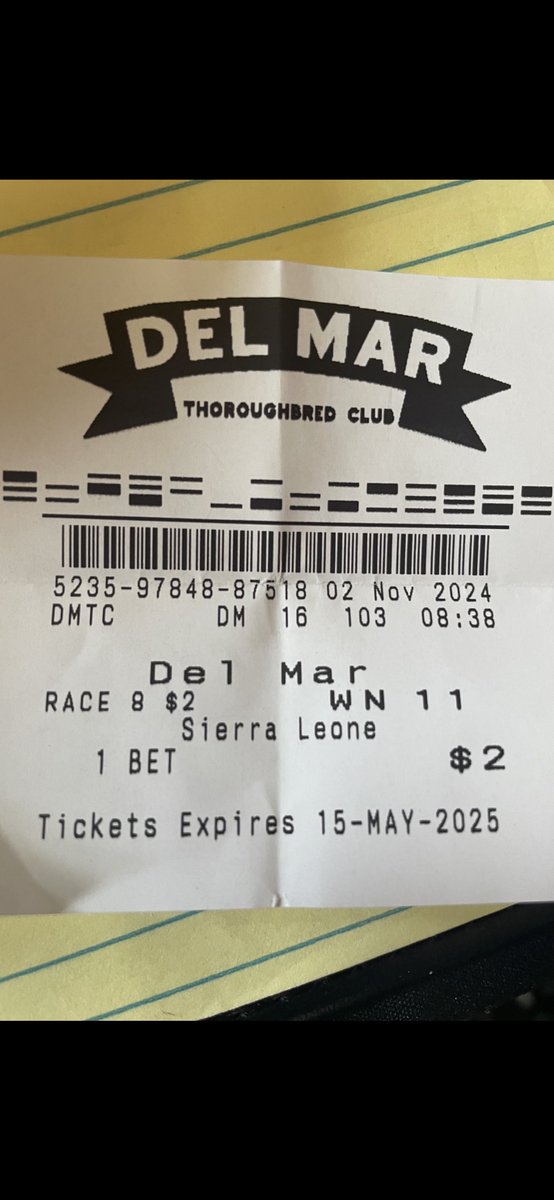 DEL MAR
THOROUGHBRED CLUB
5235-97848-87518 02 Nov 2024
DMTC DM 16 103 08:38
Del Mar
RACE 8 $2 WN 11
Sierra Leone
1 BET $2
Tickets Expires 15-MAY-2025